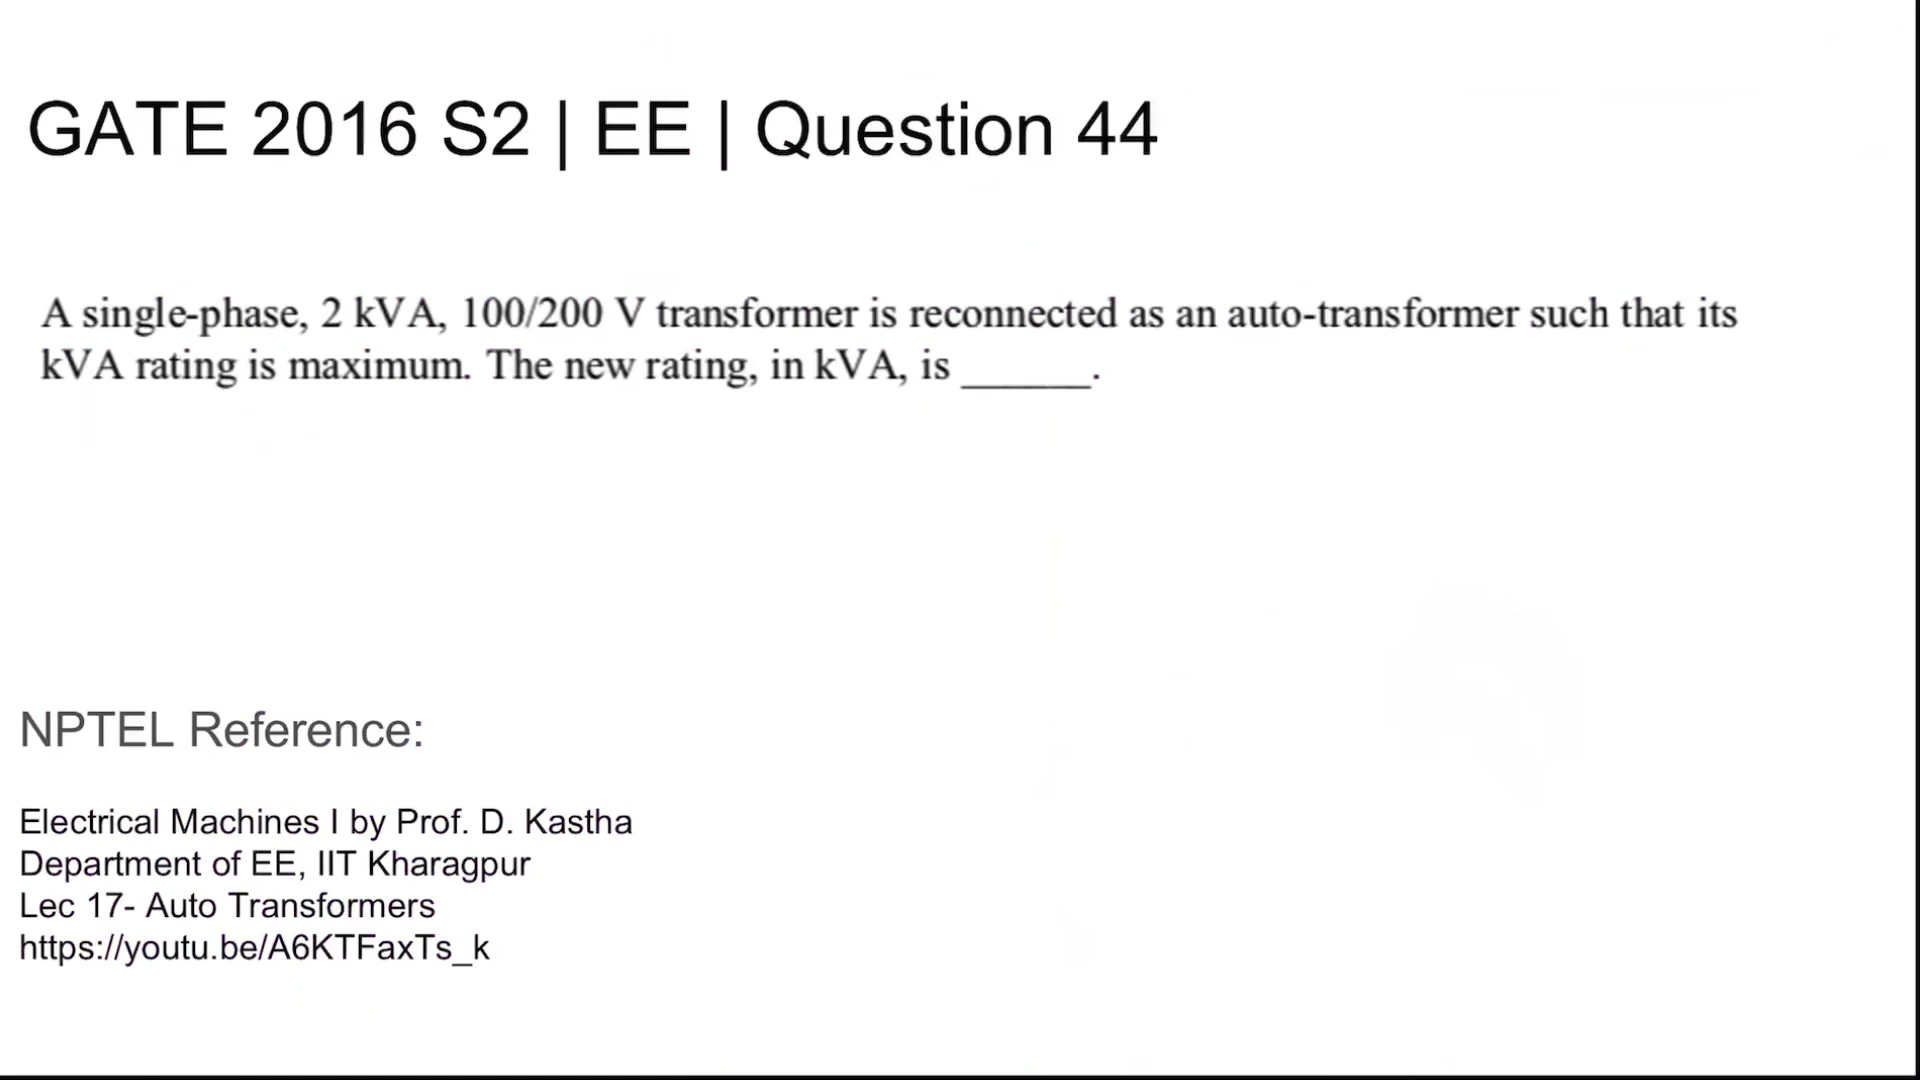 GATE 2016 S2 | EE | Question 44
A single-phase, 2 kVA, 100/200 V transformer is reconnected as an auto-transformer such that its
kVA rating is maximum. The new rating, in kVA, is ______.
NPTEL Reference:
Electrical Machines I by Prof. D. Kastha
Department of EE, IIT Kharagpur
Lec 17- Auto Transformers
https://youtu.be/A6KTFaxTs_k